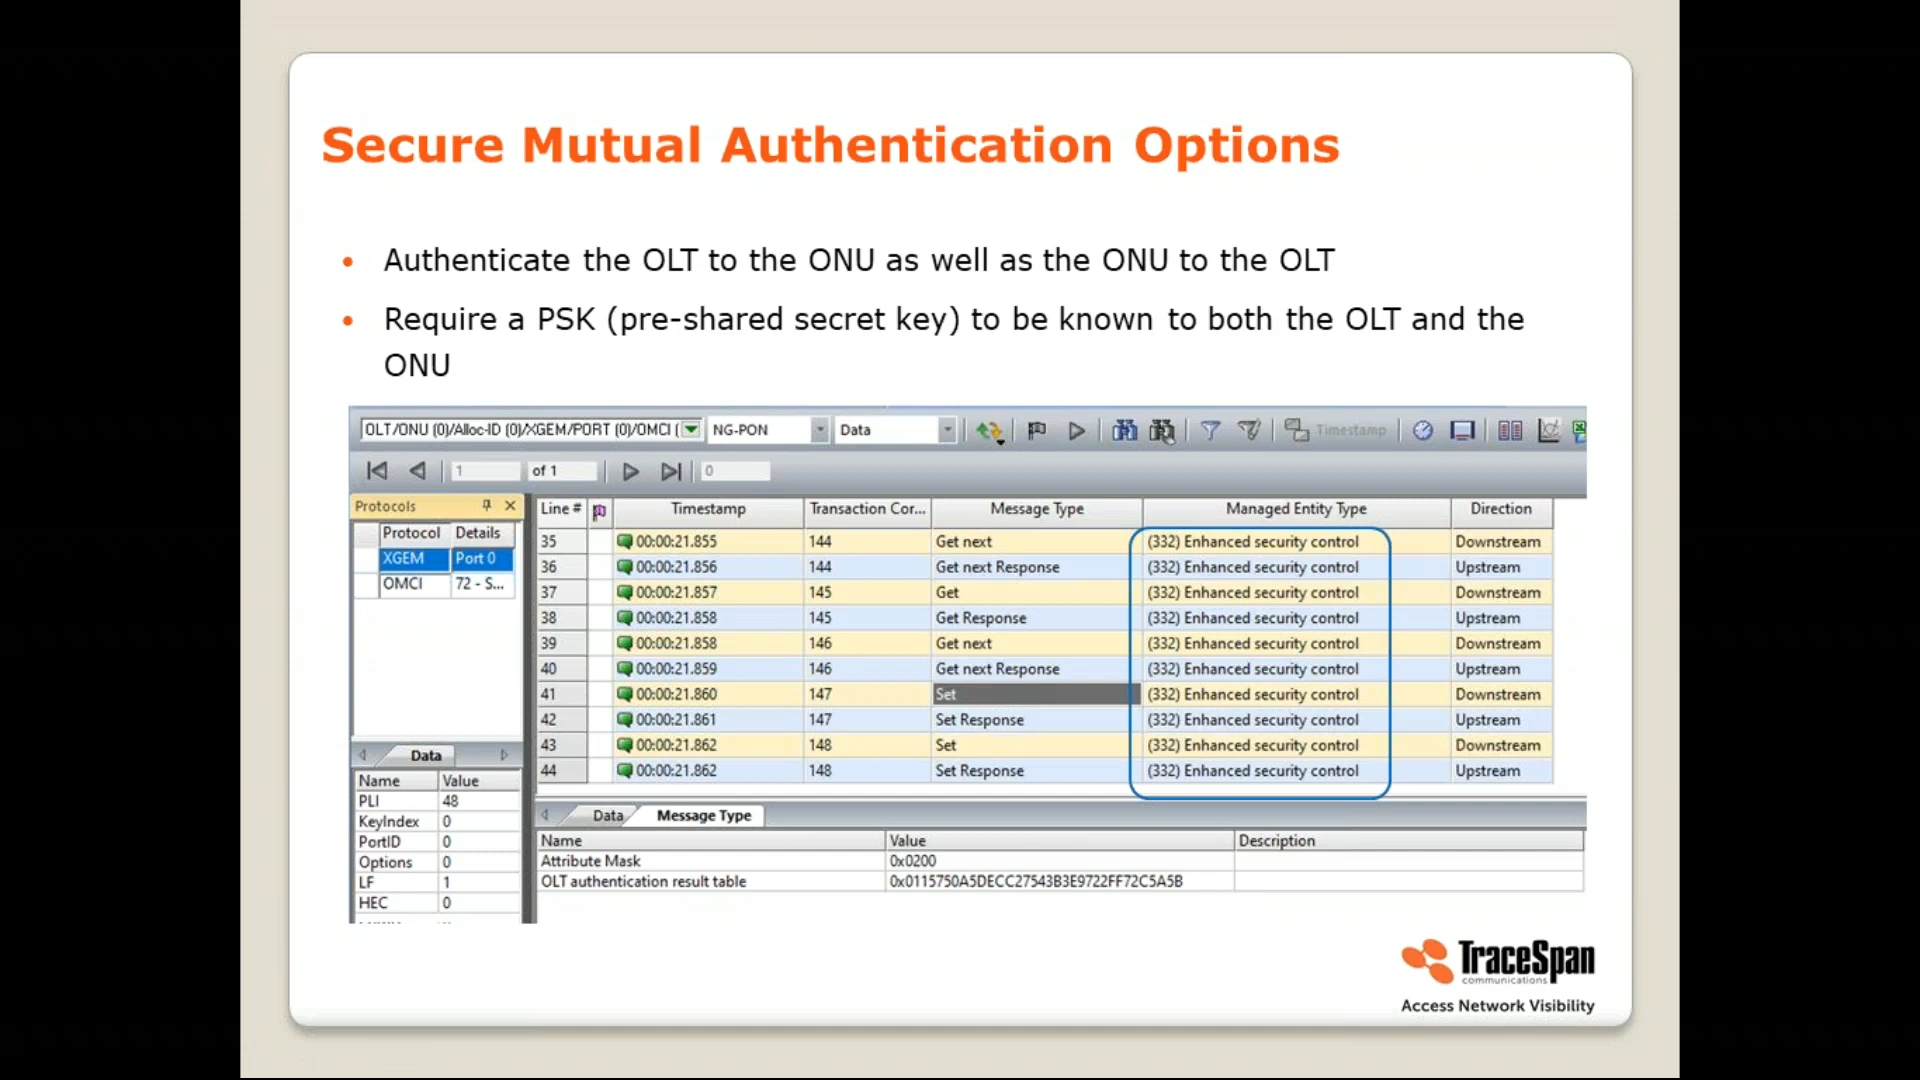 Secure Mutual Authentication Options
• Authenticate the OLT to the ONU as well as the ONU to the OLT
• Require a PSK (pre-shared secret key) to be known to both the OLT and the
ONU
OLT/ONU (0)/Alloc-ID (0)/XGEM/PORT (0)/OMCI ( NG-PON Data Timestamp
1 of 1 0
Protocols
Protocol Details
XGEM Port 0
OMCI 72 - S...
Data
Name Value
PLI 48
KeyIndex 0
PortID 0
Options 0
LF 1
HEC 0
Line # Timestamp Transaction Cor... Message Type Managed Entity Type Direction
35 00:00:21.855 144 Get next (332) Enhanced security control Downstream
36 00:00:21.856 144 Get next Response (332) Enhanced security control Upstream
37 00:00:21.857 145 Get (332) Enhanced security control Downstream
38 00:00:21.858 145 Get Response (332) Enhanced security control Upstream
39 00:00:21.858 146 Get next (332) Enhanced security control Downstream
40 00:00:21.859 146 Get next Response (332) Enhanced security control Upstream
41 00:00:21.860 147 Set (332) Enhanced security control Downstream
42 00:00:21.861 147 Set Response (332) Enhanced security control Upstream
43 00:00:21.862 148 Set (332) Enhanced security control Downstream
44 00:00:21.862 148 Set Response (332) Enhanced security control Upstream
Data Message Type
Name Value Description
Attribute Mask 0x0200
OLT authentication result table 0x0115750A5DECC27543B3E9722FF72C5A5B
TraceSpan
communications
Access Network Visibility